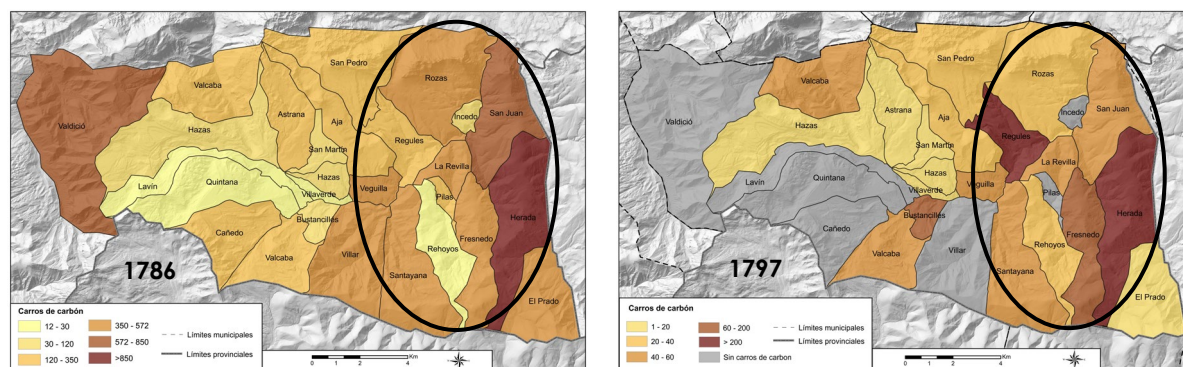 San Pedro
Rozas
Valcaba
Valdició
Astrana
Aja
Incedo
San Juan
Hazas
Regules
San Martín
La Revilla
Hazas
Lavín
Quintana
Villaverde
Veguilla
Pilas
Bustancilles
Herada
Cañedo
Rehoyos
Fresnedo
Valcaba
Villar
Santayana
El Prado
1786
Carros de carbón
12 - 30
30 - 120
120 - 350
350 - 572
572 - 850
>850
Límites municipales
Límites provinciales
0 1 2 4 Km
San Pedro
Rozas
Valcaba
Valdició
Astrana
Aja
Incedo
San Juan
Hazas
Regules
San Martín
La Revilla
Hazas
Lavín
Quintana
Villaverde
Veguilla
Pilas
Bustancilles
Herada
Cañedo
Rehoyos
Fresnedo
Valcaba
Villar
Santayana
El Prado
1797
Carros de carbón
1 - 20
20 - 40
40 - 60
60 - 200
> 200
Sin carros de carbon
Límites municipales
Límites provinciales
0 1 2 4 Km